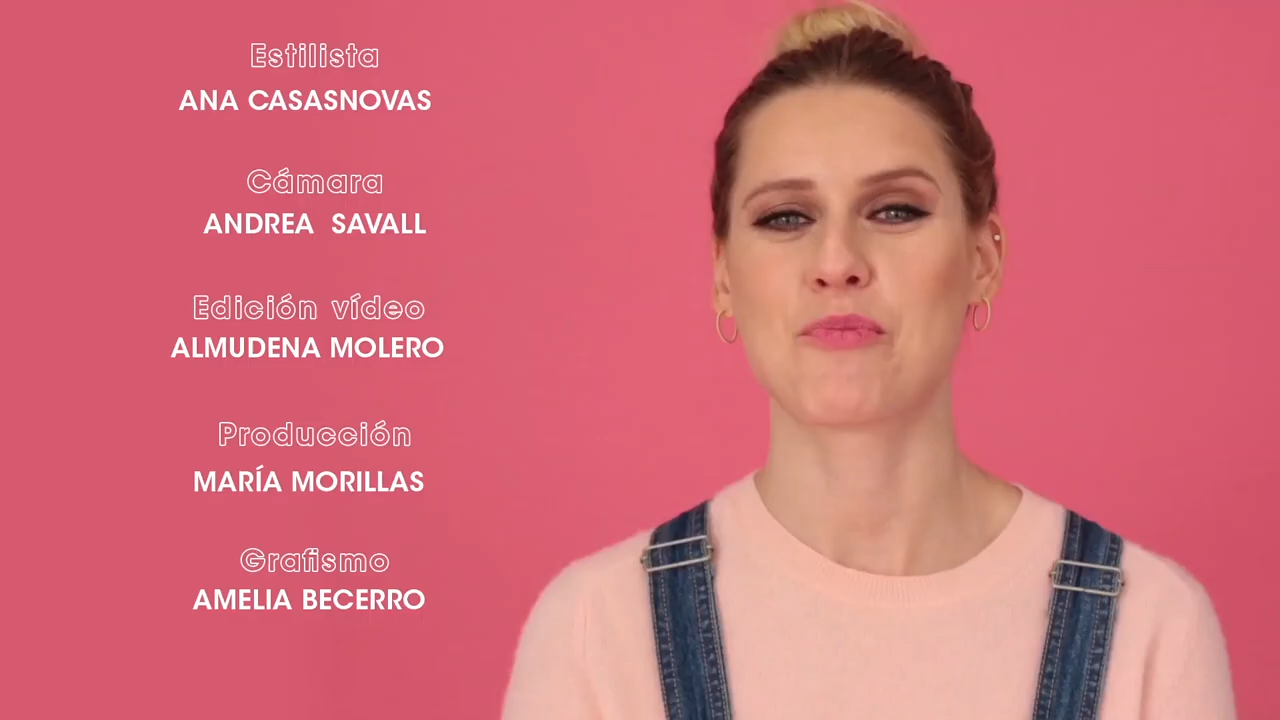 Estilista
ANA CASASNOVAS
Cámara
ANDREA SAVALL
Edición vídeo
ALMUDENA MOLERO
Producción
MARÍA MORILLAS
Grafismo
AMELIA BECERRO